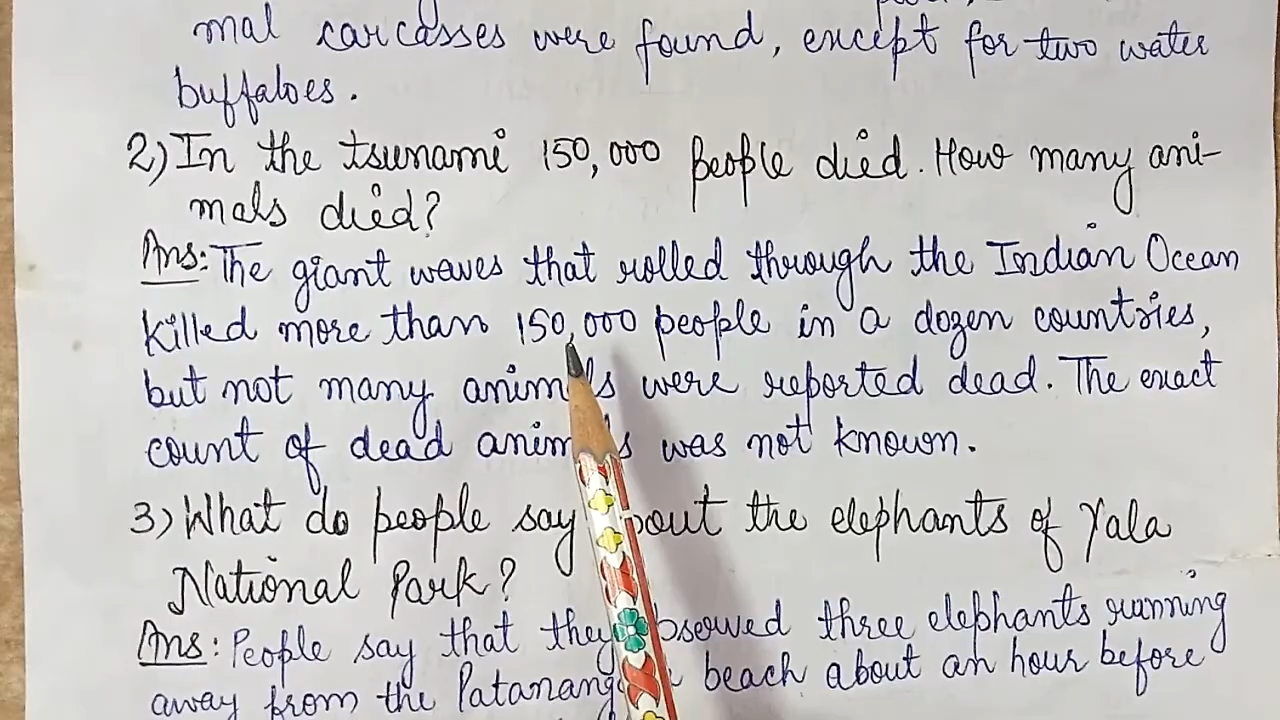 mal carcasses were found, except for two water
buffaloes.
2) In the tsunami 150,000 people died. How many ani-
mals died?
Ans: The giant waves that rolled through the Indian Ocean
killed more than 150,000 people in a dozen countries,
but not many animals were reported dead. The exact
count of dead animals was not known.
3) What do people say about the elephants of Yala
National Park?
Ans: People say that they observed three elephants running
away from the beach about an hour before